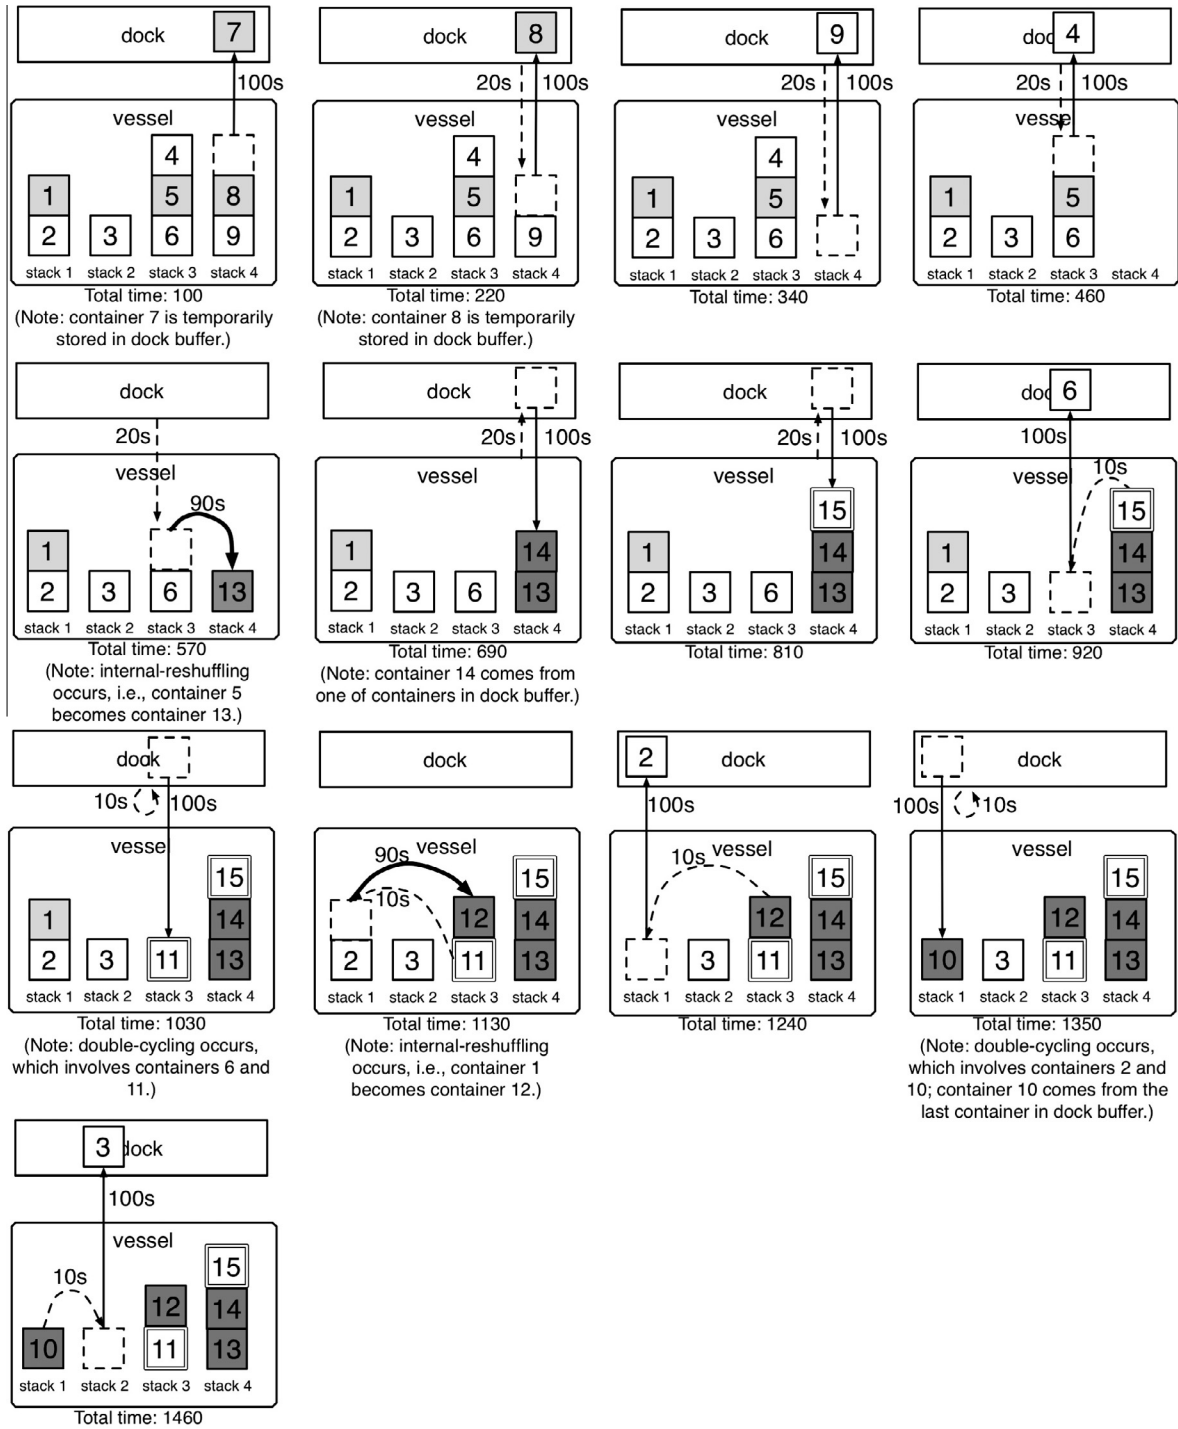 dock 7
100s
vessel
4
1 5 8
2 3 6 9
stack 1 stack 2 stack 3 stack 4
Total time: 100
(Note: container 7 is temporarily
stored in dock buffer.)
dock 8
20s 100s
vessel
4
1 5
2 3 6 9
stack 1 stack 2 stack 3 stack 4
Total time: 220
(Note: container 8 is temporarily
stored in dock buffer.)
dock 9
20s 100s
vessel
4
1 5
2 3 6
stack 1 stack 2 stack 3 stack 4
Total time: 340
doc 4
20s 100s
vessel
1 5
2 3 6
stack 1 stack 2 stack 3 stack 4
Total time: 460
dock
20s
vessel
90s
1
2 3 6 13
stack 1 stack 2 stack 3 stack 4
Total time: 570
(Note: internal-reshuffling
occurs, i.e., container 5
becomes container 13.)
dock
20s 100s
vessel
1 14
2 3 6 13
stack 1 stack 2 stack 3 stack 4
Total time: 690
(Note: container 14 comes from
one of containers in dock buffer.)
dock
20s 100s
vessel
15
1 14
2 3 6 13
stack 1 stack 2 stack 3 stack 4
Total time: 810
doc 6
100s
vessel 10s
15
1 14
2 3 13
stack 1 stack 2 stack 3 stack 4
Total time: 920
dock
10s 100s
vessel
15
1 14
2 3 11 13
stack 1 stack 2 stack 3 stack 4
Total time: 1030
(Note: double-cycling occurs,
which involves containers 6 and
11.)
dock
90s vessel
15
10s
12 14
2 3 11 13
stack 1 stack 2 stack 3 stack 4
Total time: 1130
(Note: internal-reshuffling
occurs, i.e., container 1
becomes container 12.)
2 dock
100s
10s vessel
15
12 14
3 11 13
stack 1 stack 2 stack 3 stack 4
Total time: 1240
dock
100s 10s
vessel
15
12 14
10 3 11 13
stack 1 stack 2 stack 3 stack 4
Total time: 1350
(Note: double-cycling occurs,
which involves containers 2 and
10; container 10 comes from the
last container in dock buffer.)
3 dock
100s
vessel
15
10s
12 14
10 11 13
stack 1 stack 2 stack 3 stack 4
Total time: 1460